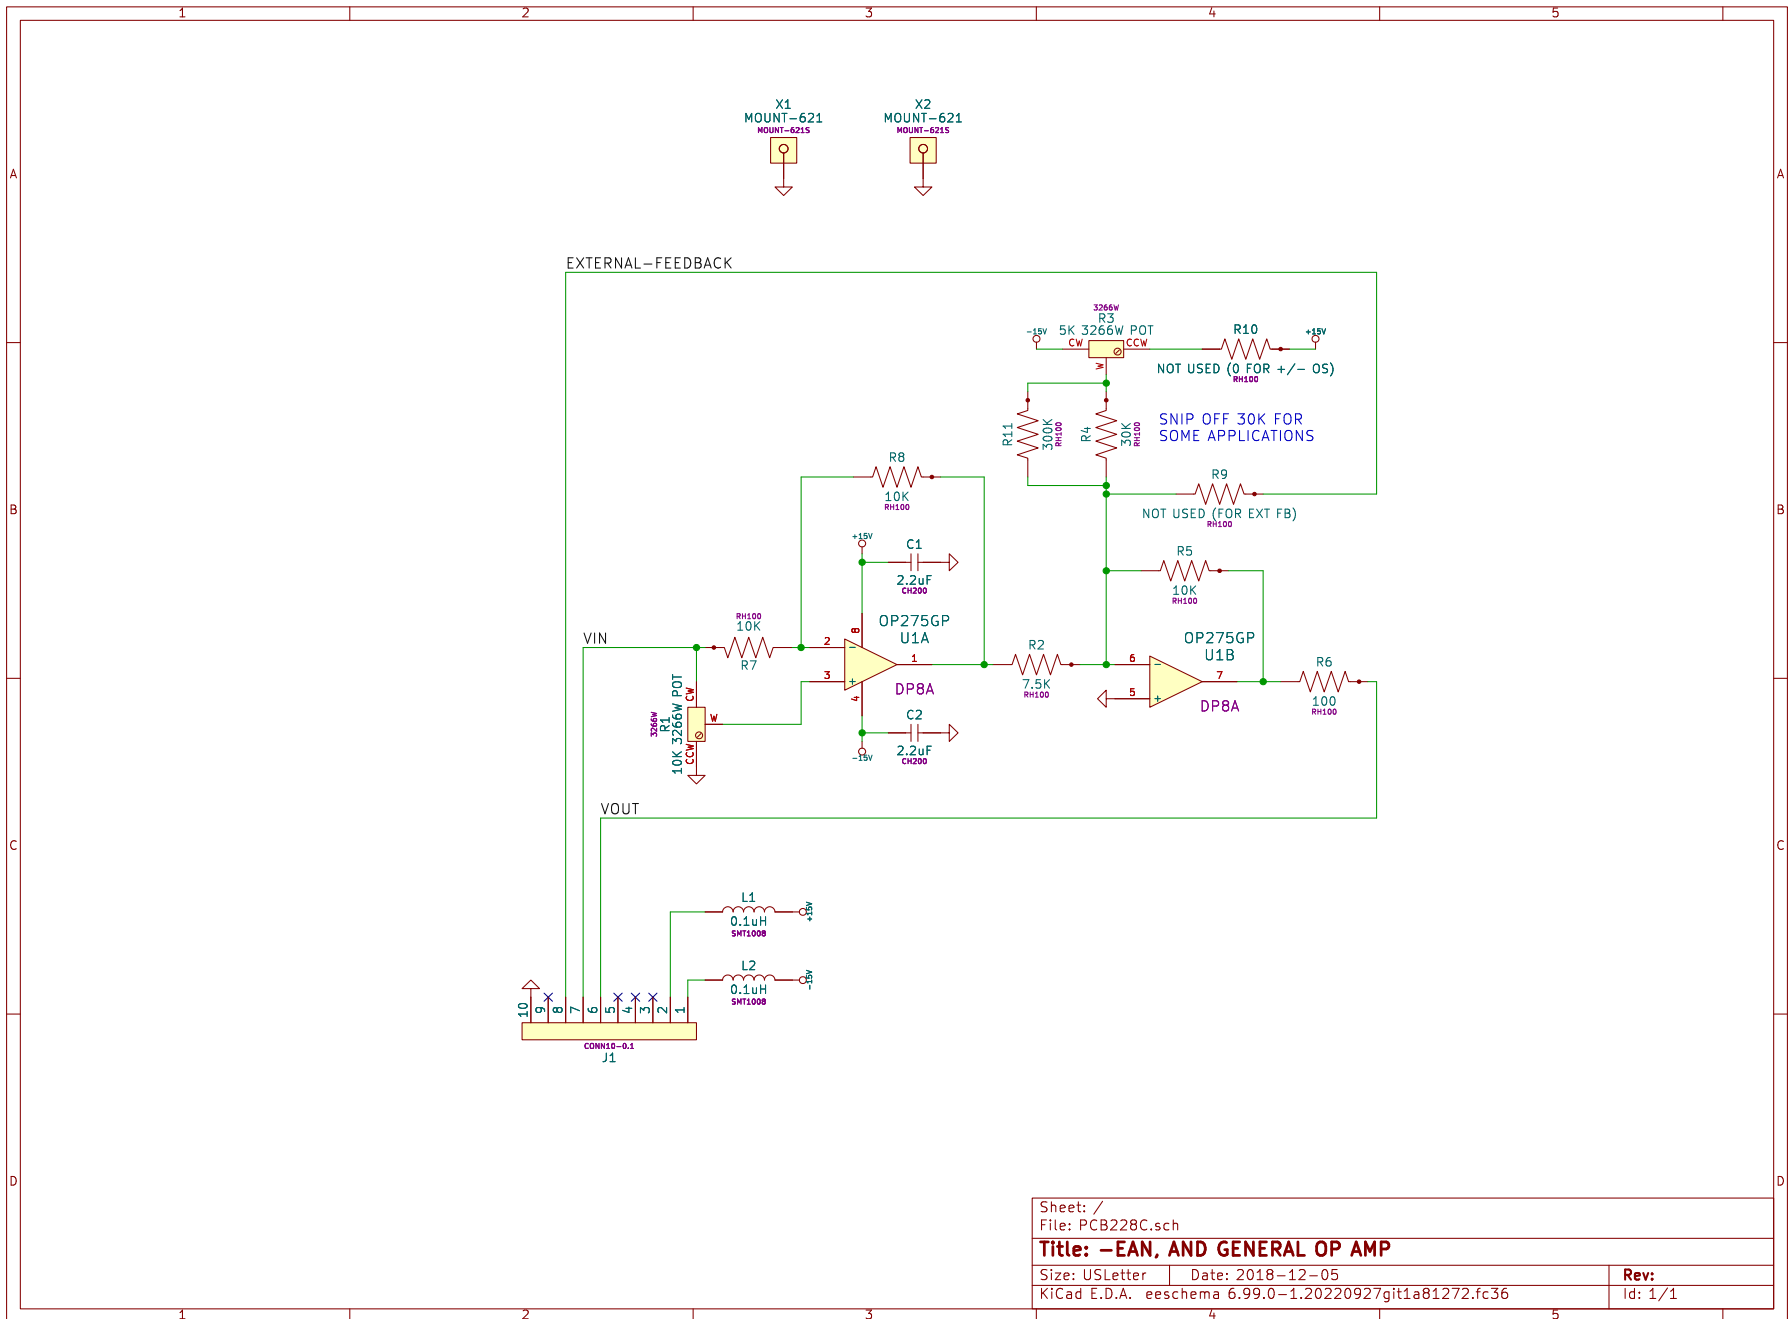 1 2 3 4 5
X1
MOUNT-621
MOUNT-621S
X2
MOUNT-621
MOUNT-621S
A A
EXTERNAL-FEEDBACK
3266W
R3
5K 3266W POT
-15V
CW
CCW
W
R10
+15V
NOT USED (0 FOR +/- OS)
RH100
SNIP OFF 30K FOR
SOME APPLICATIONS
R11
300K
RH100
R4
30K
RH100
R8
10K
RH100
R9
NOT USED (FOR EXT FB)
RH100
B B
+15V
C1
2.2uF
CH200
R5
10K
RH100
VIN
RH100
10K
R7
OP275GP
U1A
8
2
3
1
4
- +
DP8A
R2
7.5K
RH100
OP275GP
U1B
6
5
7
- +
DP8A
R6
100
RH100
3266W
R1
10K 3266W POT
CW
W
CCW
C2
2.2uF
CH200
-15V
VOUT
C C
L1
0.1uH
SMT1008
+15V
L2
0.1uH
SMT1008
-15V
10 9 8 7 6 5 4 3 2 1
CONN10-0.1
J1
D D
Sheet: /
File: PCB228C.sch
Title: -EAN, AND GENERAL OP AMP
Size: USLetter Date: 2018-12-05 Rev:
KiCad E.D.A. eeschema 6.99.0-1.20220927git1a81272.fc36 Id: 1/1
1 2 3 4 5